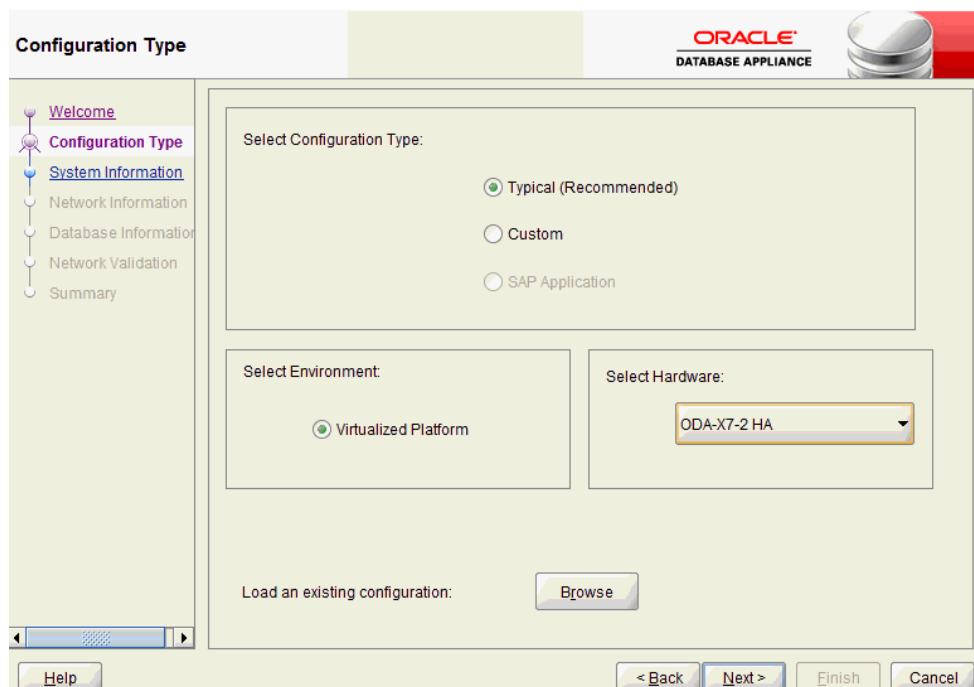 Configuration Type
ORACLE
DATABASE APPLIANCE
Welcome
Configuration Type
System Information
Network Information
Database Information
Network Validation
Summary
Select Configuration Type:
Typical (Recommended)
Custom
SAP Application
Select Environment:
Virtualized Platform
Select Hardware:
ODA-X7-2 HA
Load an existing configuration:
Browse
Help
< Back
Next >
Finish
Cancel